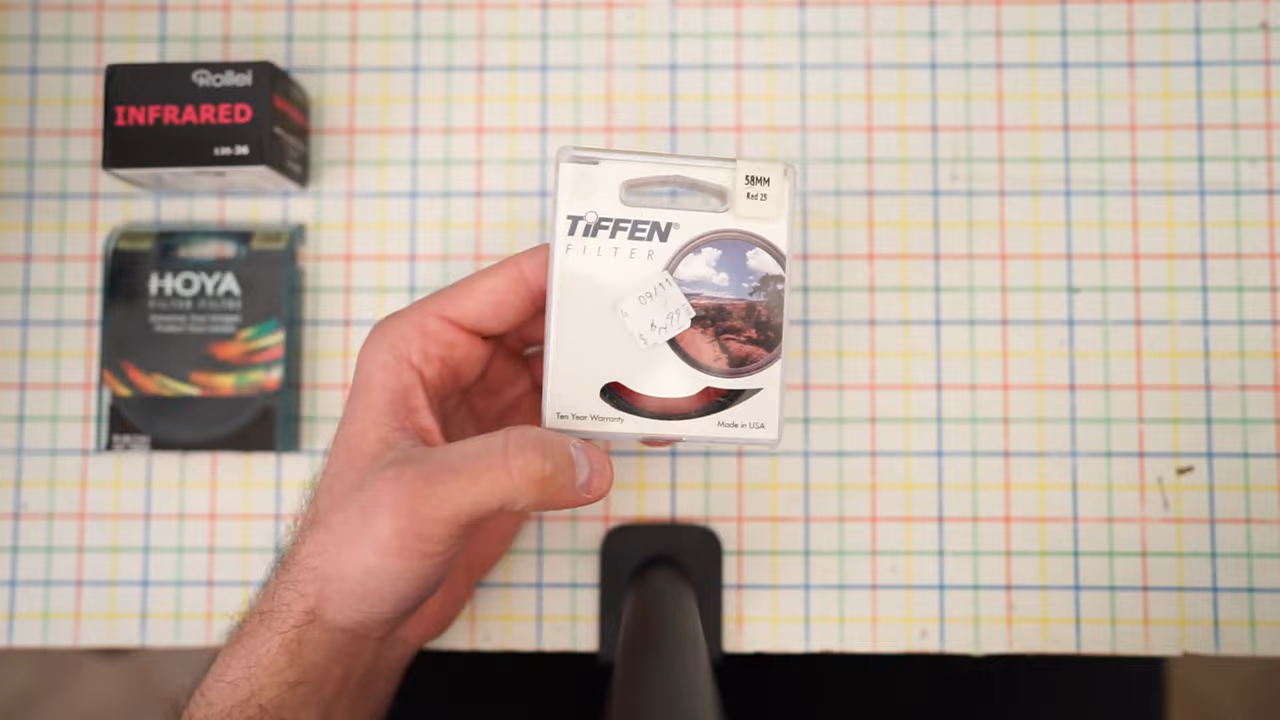 Rollei
INFRARED
135-36
HOYA
58MM
Red 25
TIFFEN®
FILTER
09/11
Ten Year Warranty
Made in USA